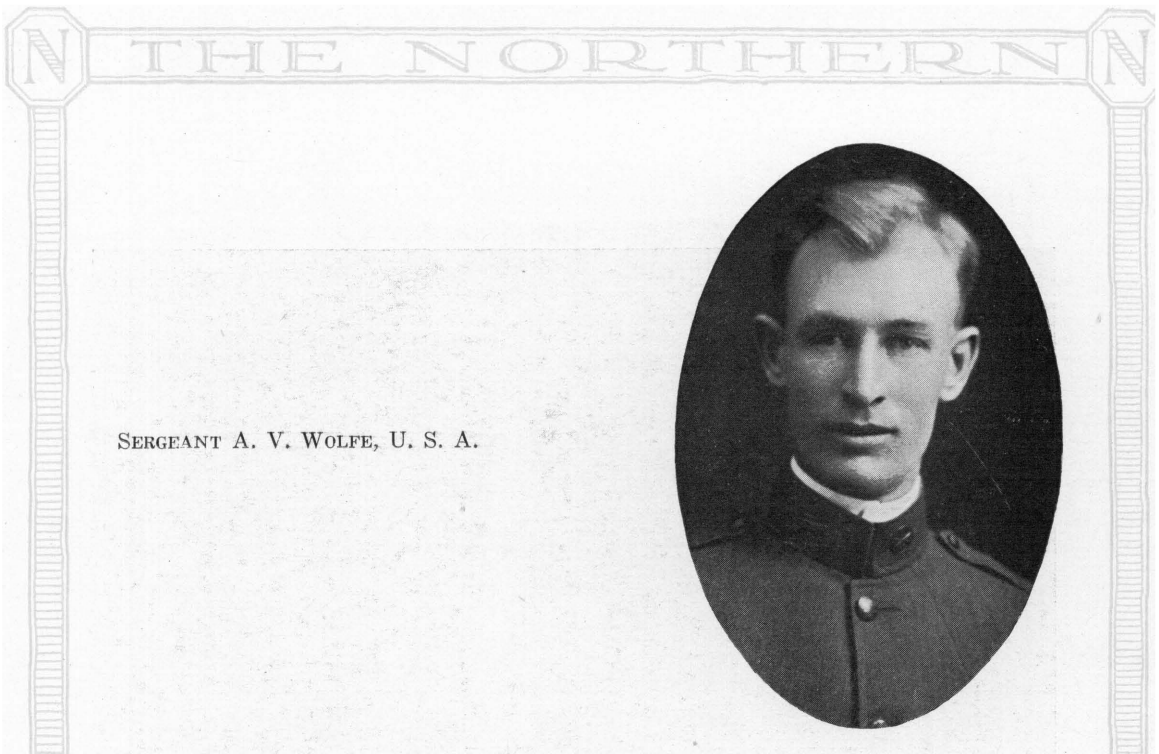 N THE NORTHERN N
SERGEANT A. V. WOLFE, U. S. A.